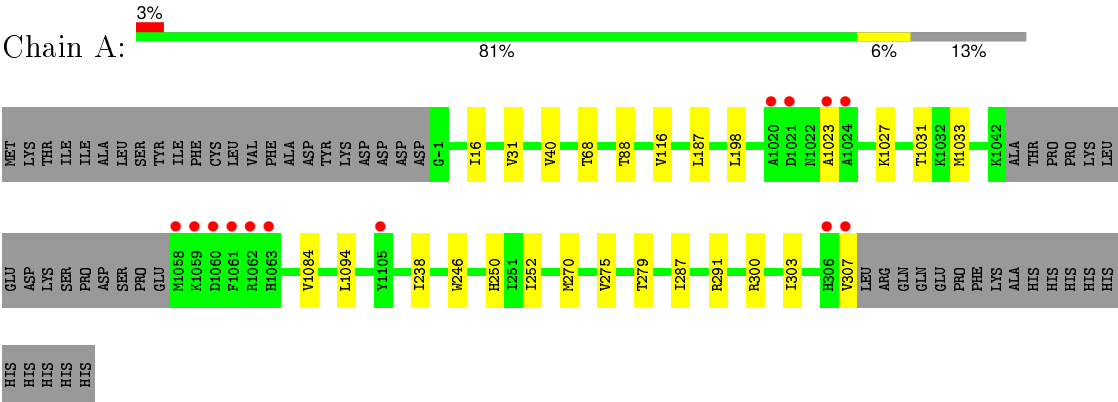 3%
Chain A:
81% 6% 13%
MET LYS THR ILE ILE ALA LEU SER TYR ILE PHE CYS LEU VAL PHE ALA ASP TYR LYS ASP ASP ASP ASP G-1 I16 V31 V40 T68 T88 V116 L187 L198 A1020 D1021 N1022 A1023 A1024 K1027 T1031 K1032 M1033 K1042 ALA THR PRO PRO LYS LEU
GLU ASP LYS SER PRO ASP SER PRO GLU M1058 K1059 D1060 F1061 R1062 H1063 V1084 L1094 Y1105 I238 W246 H250 I251 I252 M270 V275 T279 I287 R291 R300 I303 H306 V307 LEU ARG GLN GLN GLU PRO PHE LYS ALA HIS HIS HIS HIS HIS
HIS HIS HIS HIS HIS